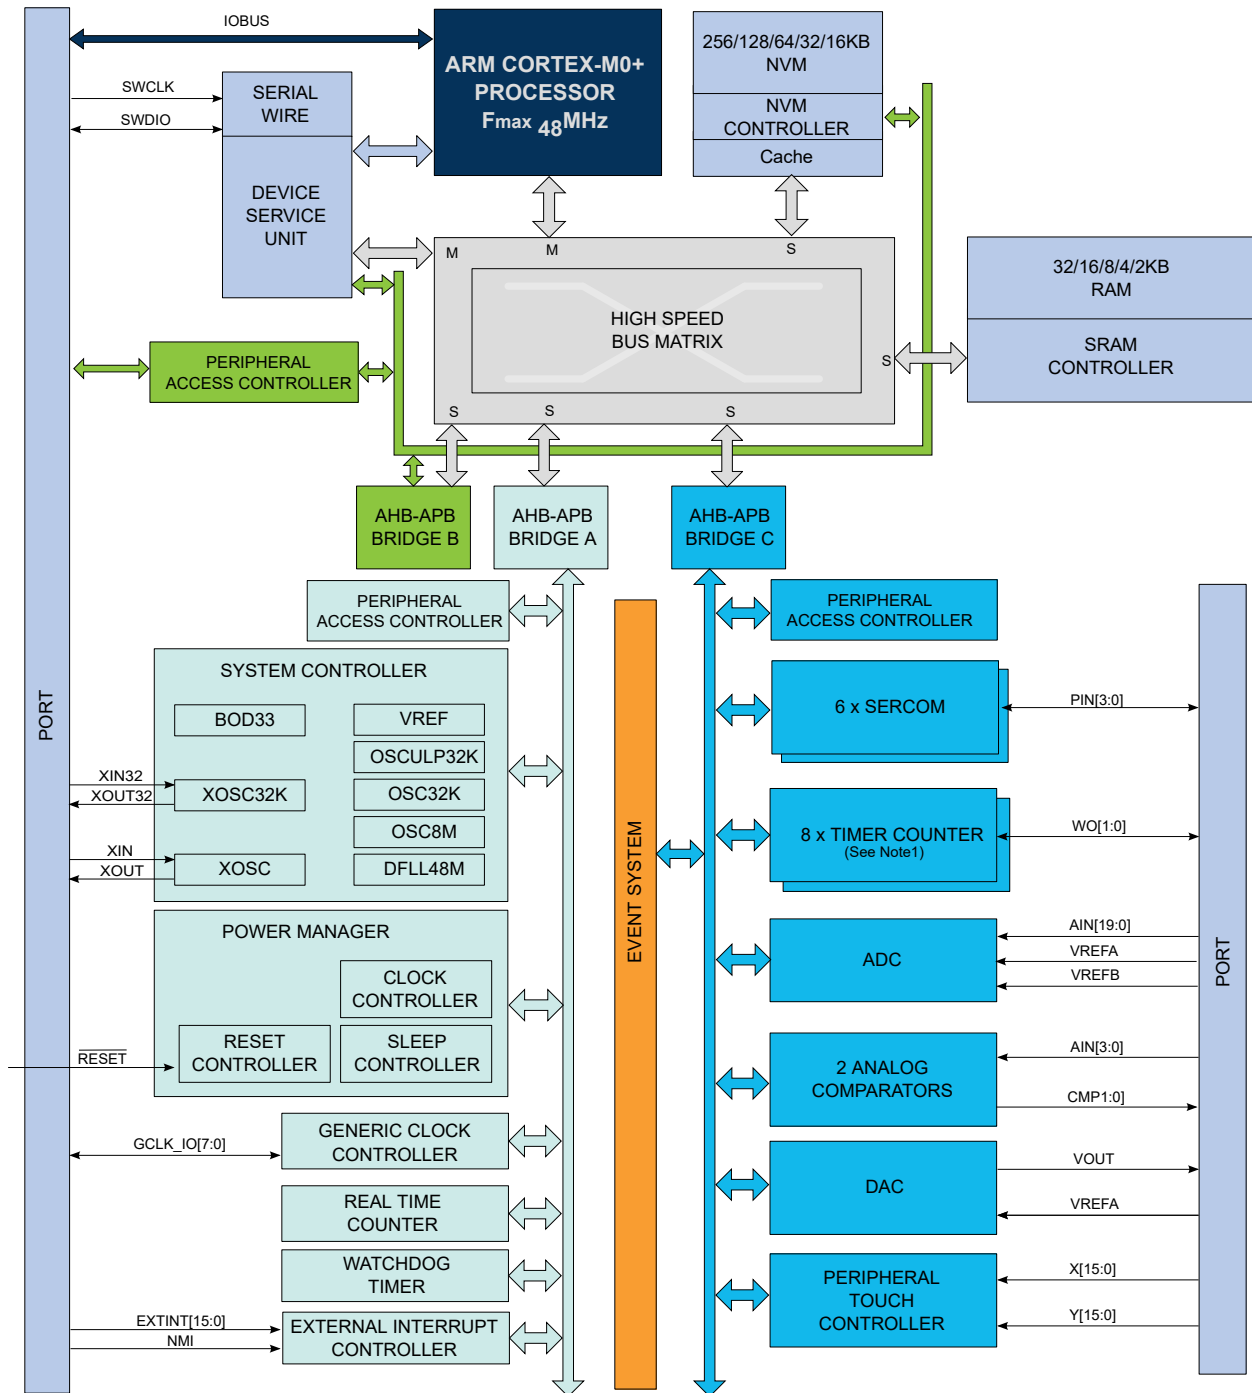 IOBUS
ARM CORTEX-M0+
PROCESSOR
Fmax 48MHz
256/128/64/32/16KB
NVM
NVM
CONTROLLER
Cache
SWCLK
SWDIO
SERIAL
WIRE
DEVICE
SERVICE
UNIT
M
M
S
HIGH SPEED
BUS MATRIX
S
S
S
S
32/16/8/4/2KB
RAM
SRAM
CONTROLLER
PERIPHERAL
ACCESS CONTROLLER
AHB-APB
BRIDGE B
AHB-APB
BRIDGE A
AHB-APB
BRIDGE C
PORT
PERIPHERAL
ACCESS CONTROLLER
SYSTEM CONTROLLER
BOD33
VREF
OSCULP32K
XIN32
XOUT32
XOSC32K
OSC32K
OSC8M
XIN
XOUT
XOSC
DFLL48M
POWER MANAGER
CLOCK
CONTROLLER
RESET
RESET
CONTROLLER
SLEEP
CONTROLLER
GCLK_IO[7:0]
GENERIC CLOCK
CONTROLLER
REAL TIME
COUNTER
WATCHDOG
TIMER
EXTINT[15:0]
NMI
EXTERNAL INTERRUPT
CONTROLLER
EVENT SYSTEM
PERIPHERAL
ACCESS CONTROLLER
6 x SERCOM
PIN[3:0]
8 x TIMER COUNTER
(See Note1)
WO[1:0]
ADC
AIN[19:0]
VREFA
VREFB
2 ANALOG
COMPARATORS
AIN[3:0]
CMP1:0]
DAC
VOUT
VREFA
PERIPHERAL
TOUCH
CONTROLLER
X[15:0]
Y[15:0]
PORT